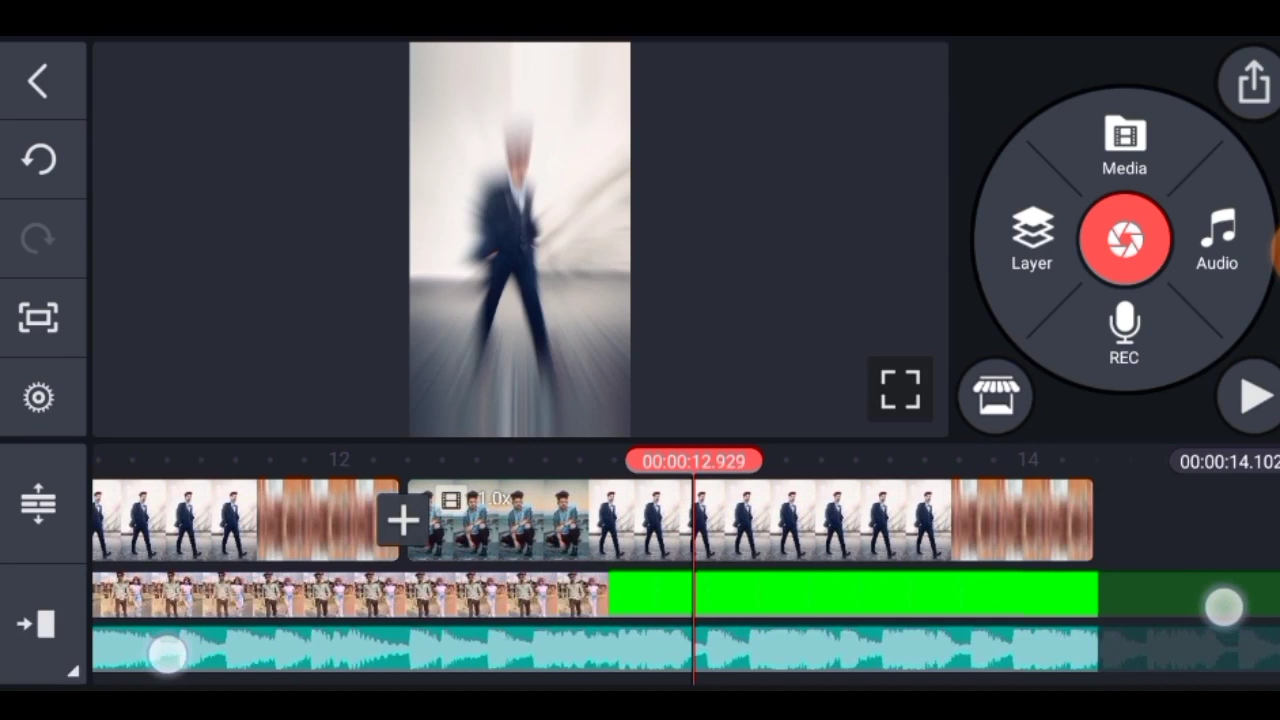 Media
Layer
Audio
REC
12
00:00:12.929
14
00:00:14.102
1.0x